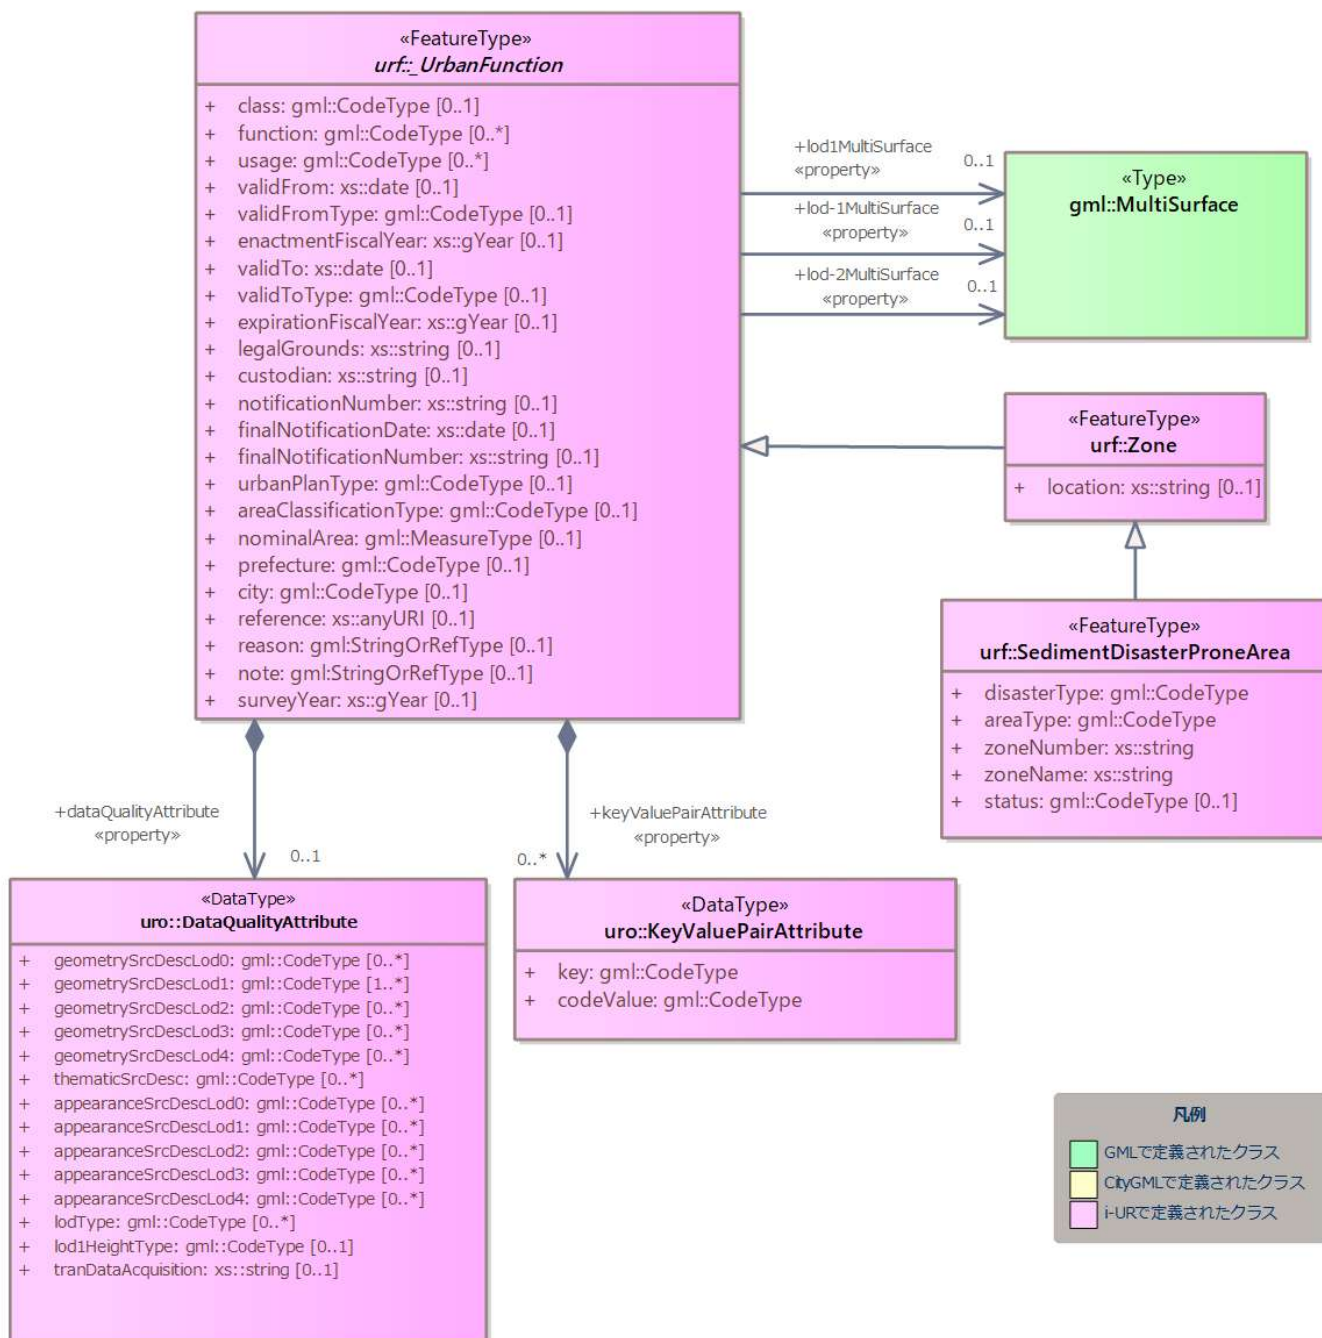 «FeatureType»
urf::_UrbanFunction
+ class: gml::CodeType [0..1]
+ function: gml::CodeType [0..*]
+ usage: gml::CodeType [0..*]
+ validFrom: xs::date [0..1]
+ validFromType: gml::CodeType [0..1]
+ enactmentFiscalYear: xs::gYear [0..1]
+ validTo: xs::date [0..1]
+ validToType: gml::CodeType [0..1]
+ expirationFiscalYear: xs::gYear [0..1]
+ legalGrounds: xs::string [0..1]
+ custodian: xs::string [0..1]
+ notificationNumber: xs::string [0..1]
+ finalNotificationDate: xs::date [0..1]
+ finalNotificationNumber: xs::string [0..1]
+ urbanPlanType: gml::CodeType [0..1]
+ areaClassificationType: gml::CodeType [0..1]
+ nominalArea: gml::MeasureType [0..1]
+ prefecture: gml::CodeType [0..1]
+ city: gml::CodeType [0..1]
+ reference: xs::anyURI [0..1]
+ reason: gml:StringOrRefType [0..1]
+ note: gml:StringOrRefType [0..1]
+ surveyYear: xs::gYear [0..1]
+lod1MultiSurface
«property»
0..1
+lod-1MultiSurface
«property»
0..1
+lod-2MultiSurface
«property»
0..1
«Type»
gml::MultiSurface
«FeatureType»
urf::Zone
+ location: xs::string [0..1]
«FeatureType»
urf::SedimentDisasterProneArea
+ disasterType: gml::CodeType
+ areaType: gml::CodeType
+ zoneNumber: xs::string
+ zoneName: xs::string
+ status: gml::CodeType [0..1]
+dataQualityAttribute
«property»
0..1
+keyValuePairAttribute
«property»
0..*
«DataType»
uro::DataQualityAttribute
+ geometrySrcDescLod0: gml::CodeType [0..*]
+ geometrySrcDescLod1: gml::CodeType [1..*]
+ geometrySrcDescLod2: gml::CodeType [0..*]
+ geometrySrcDescLod3: gml::CodeType [0..*]
+ geometrySrcDescLod4: gml::CodeType [0..*]
+ thematicSrcDesc: gml::CodeType [0..*]
+ appearanceSrcDescLod0: gml::CodeType [0..*]
+ appearanceSrcDescLod1: gml::CodeType [0..*]
+ appearanceSrcDescLod2: gml::CodeType [0..*]
+ appearanceSrcDescLod3: gml::CodeType [0..*]
+ appearanceSrcDescLod4: gml::CodeType [0..*]
+ lodType: gml::CodeType [0..*]
+ lod1HeightType: gml::CodeType [0..1]
+ tranDataAcquisition: xs::string [0..1]
«DataType»
uro::KeyValuePairAttribute
+ key: gml::CodeType
+ codeValue: gml::CodeType
凡例
GMLで定義されたクラス
CityGMLで定義されたクラス
i-URで定義されたクラス